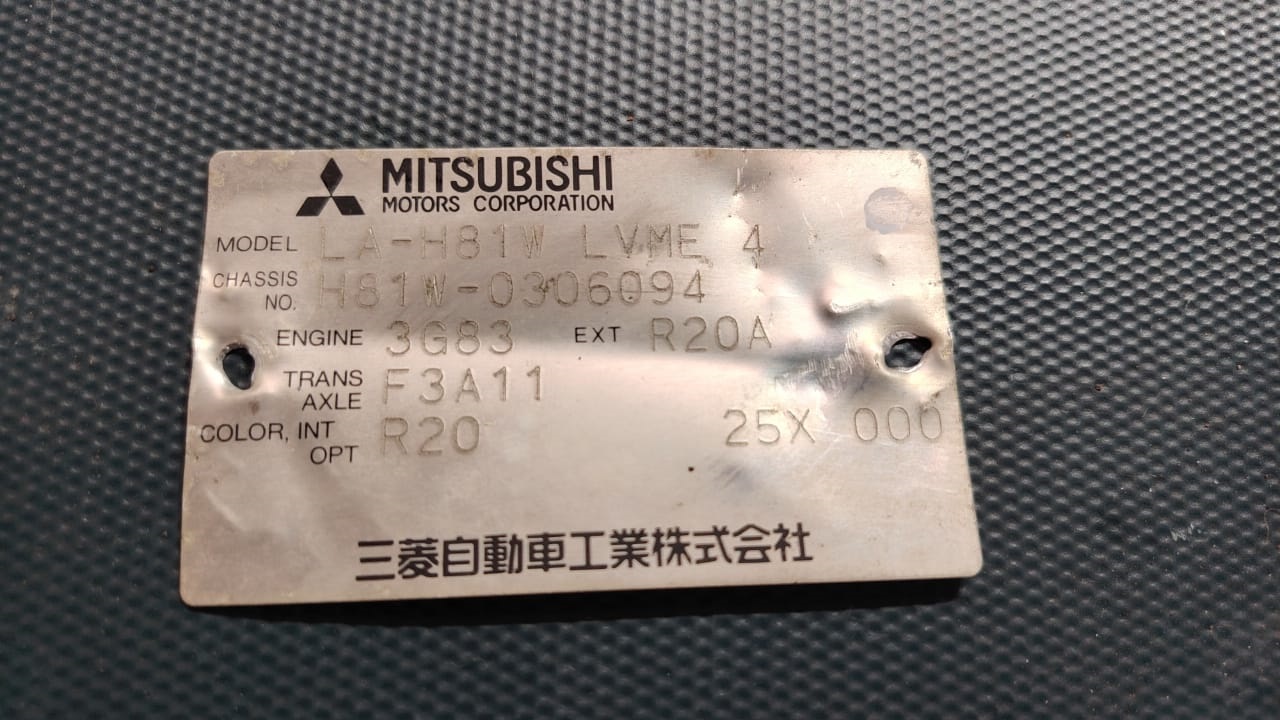 MITSUBISHI
MOTORS CORPORATION
MODEL LA-H81W LVME 4
CHASSIS NO. H81W-0306094
ENGINE 3G83 EXT R20A
TRANS AXLE F3A11
COLOR, INT OPT R20 25X 000
三菱自動車工業株式会社